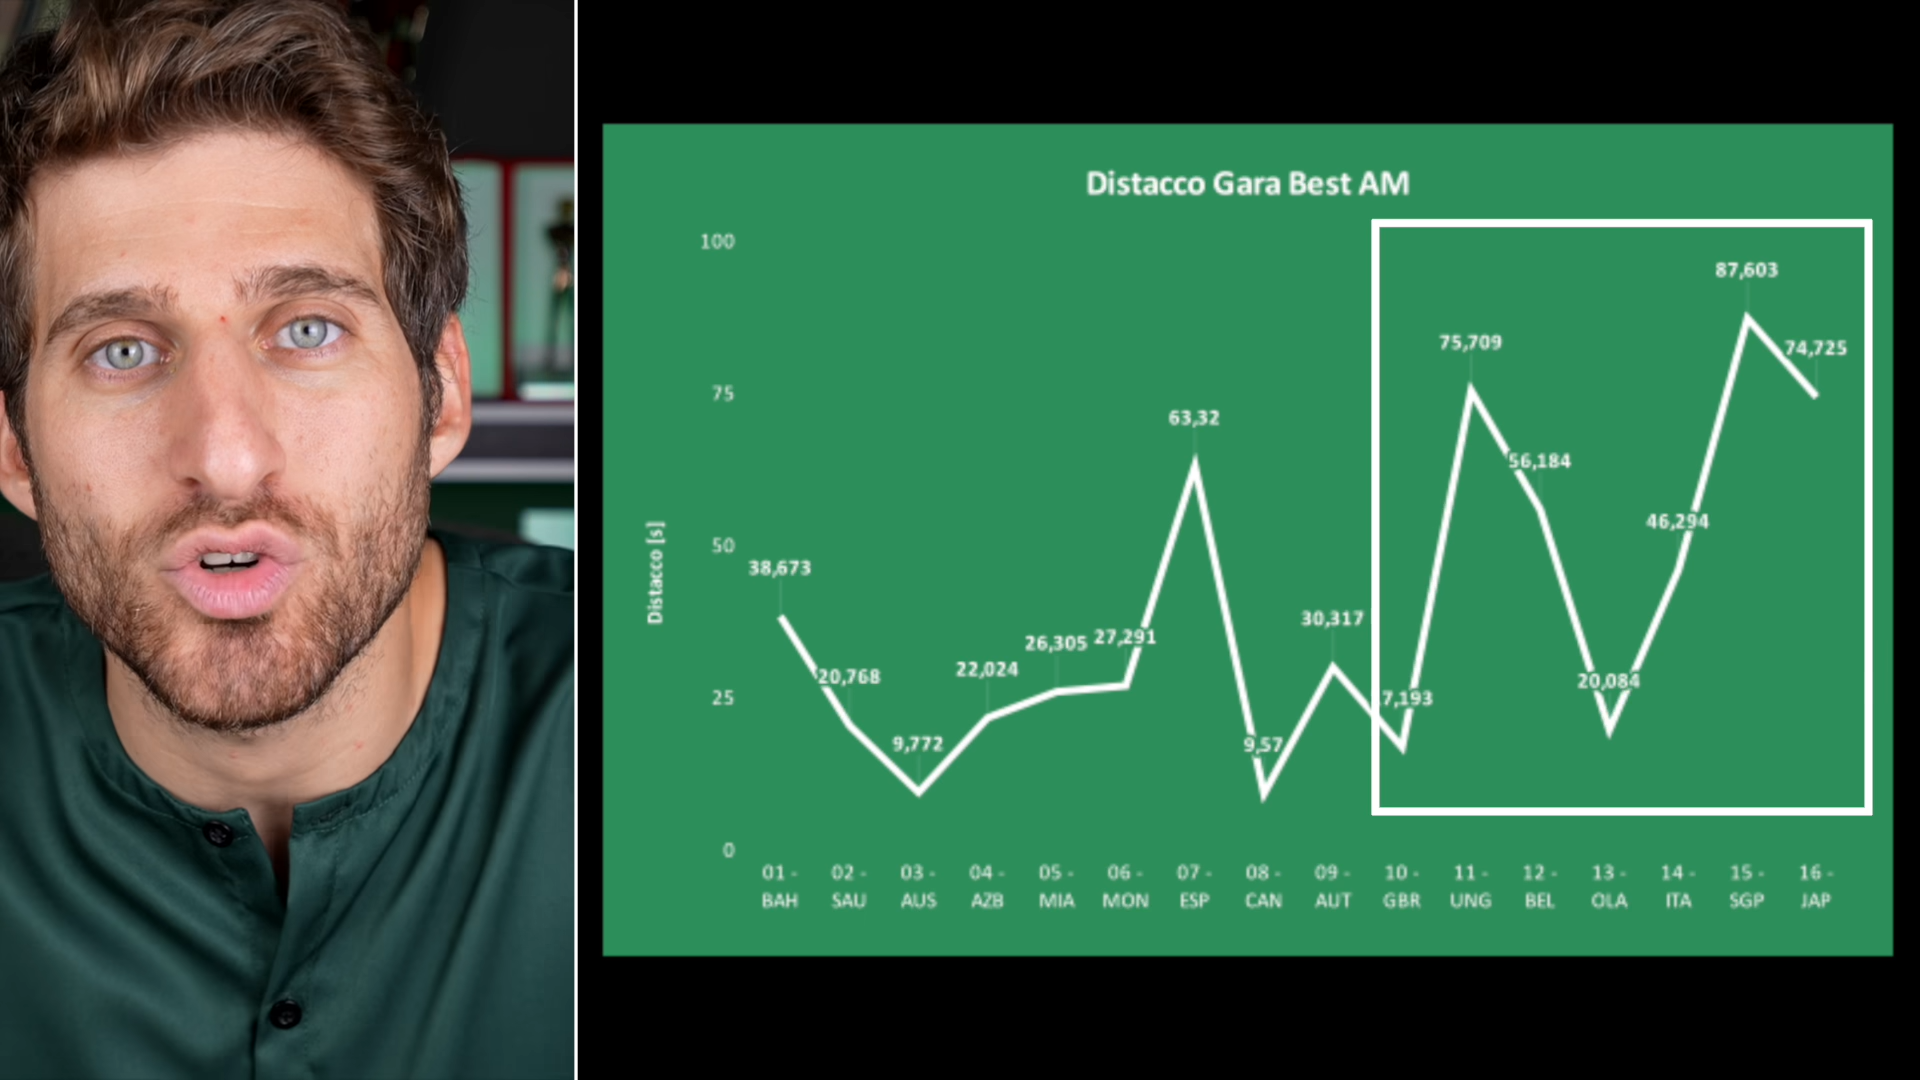 Distacco Gara Best AM
100
75
50
25
0
Distacco [s]
38,673
20,768
9,772
22,024
26,305
27,291
63,32
9,57
30,317
7,193
75,709
56,184
20,084
46,294
87,603
74,725
01 - BAH
02 - SAU
03 - AUS
04 - AZB
05 - MIA
06 - MON
07 - ESP
08 - CAN
09 - AUT
10 - GBR
11 - UNG
12 - BEL
13 - OLA
14 - ITA
15 - SGP
16 - JAP